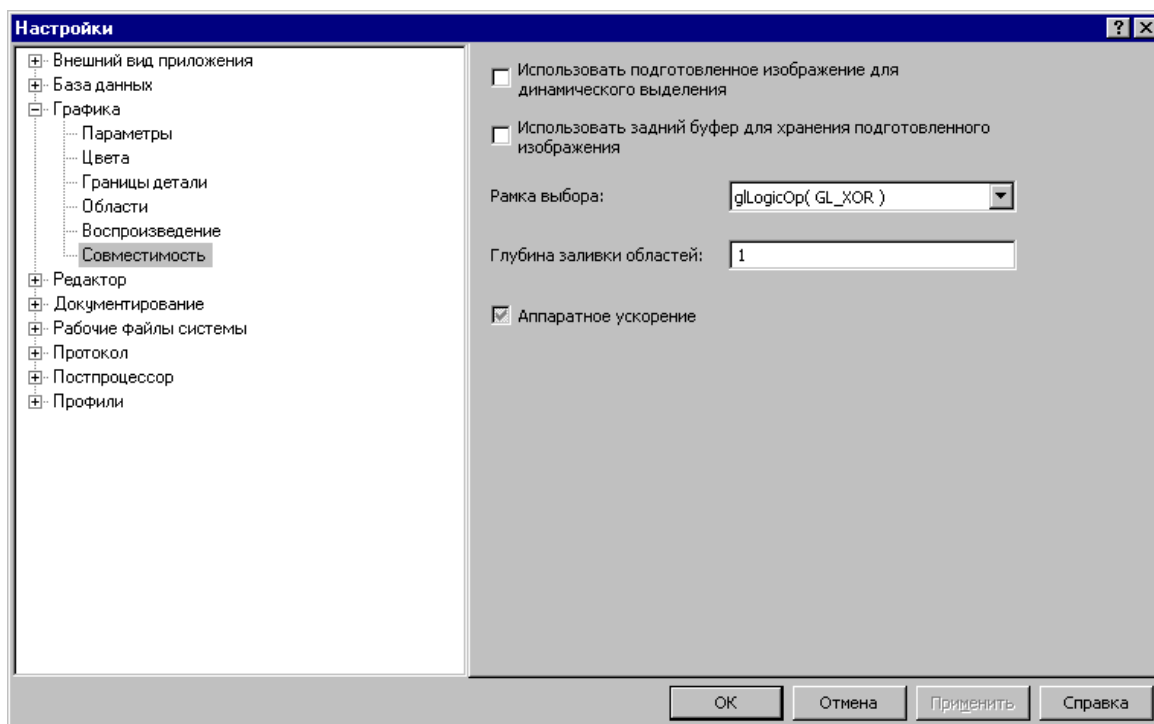 Настройки
Внешний вид приложения
База данных
Графика
Параметры
Цвета
Границы детали
Области
Воспроизведение
Совместимость
Редактор
Документирование
Рабочие файлы системы
Протокол
Постпроцессор
Профили
Использовать подготовленное изображение для
динамического выделения
Использовать задний буфер для хранения подготовленного
изображения
Рамка выбора: glLogicOp( GL_XOR )
Глубина заливки областей: 1
Аппаратное ускорение
ОК Отмена Применить Справка